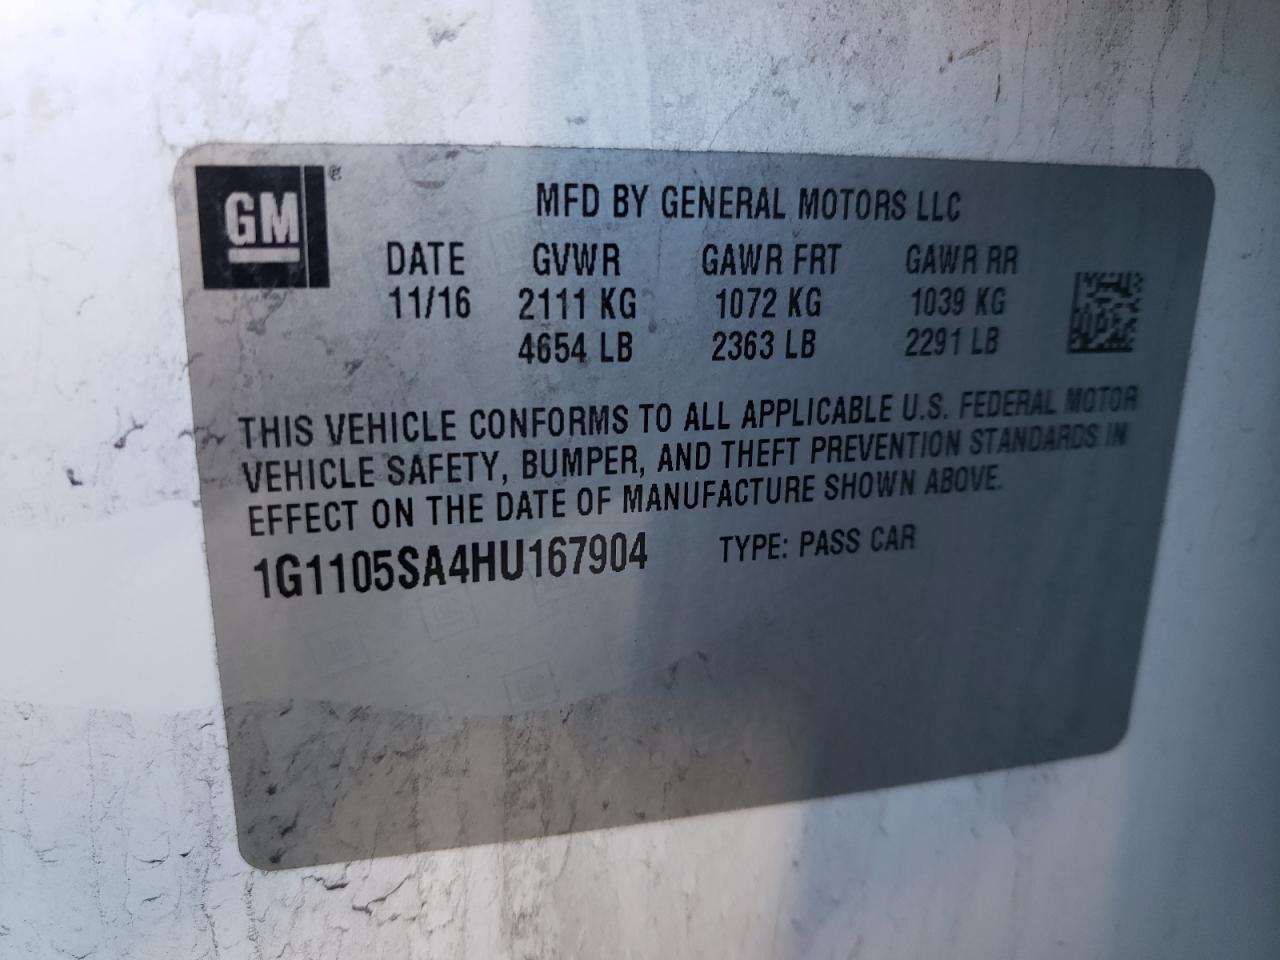 GM ®
MFD BY GENERAL MOTORS LLC
DATE GVWR GAWR FRT GAWR RR
11/16 2111 KG 1072 KG 1039 KG
4654 LB 2363 LB 2291 LB
THIS VEHICLE CONFORMS TO ALL APPLICABLE U.S. FEDERAL MOTOR
VEHICLE SAFETY, BUMPER, AND THEFT PREVENTION STANDARDS IN
EFFECT ON THE DATE OF MANUFACTURE SHOWN ABOVE.
1G1105SA4HU167904 TYPE: PASS CAR